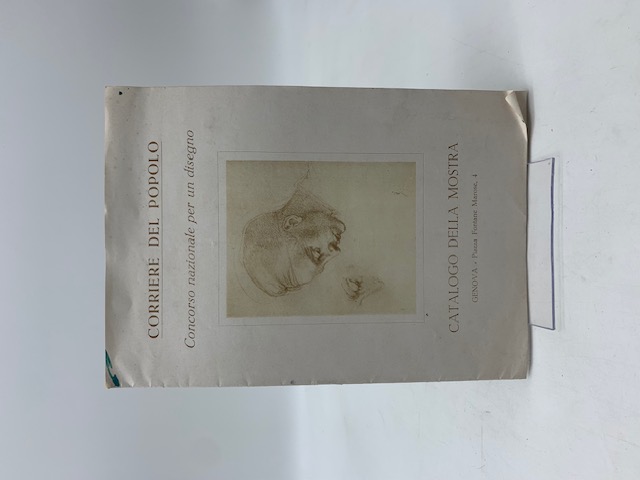 CORRIERE DEL POPOLO
Concorso nazionale per un disegno
CATALOGO DELLA MOSTRA
GENOVA - Piazza Fontane Marose, 4